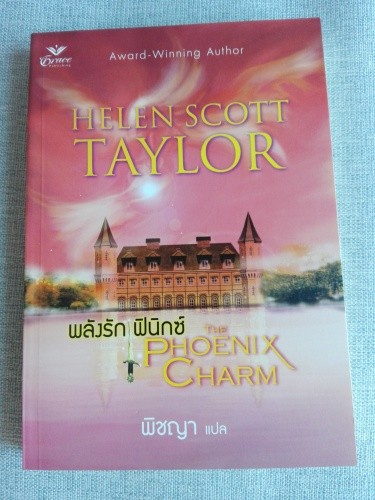 Grace
Award-Winning Author
HELEN SCOTT
TAYLOR
พลังรัก ฟินิกซ์
THE
PHOENIX
CHARM
พิชญา แปล